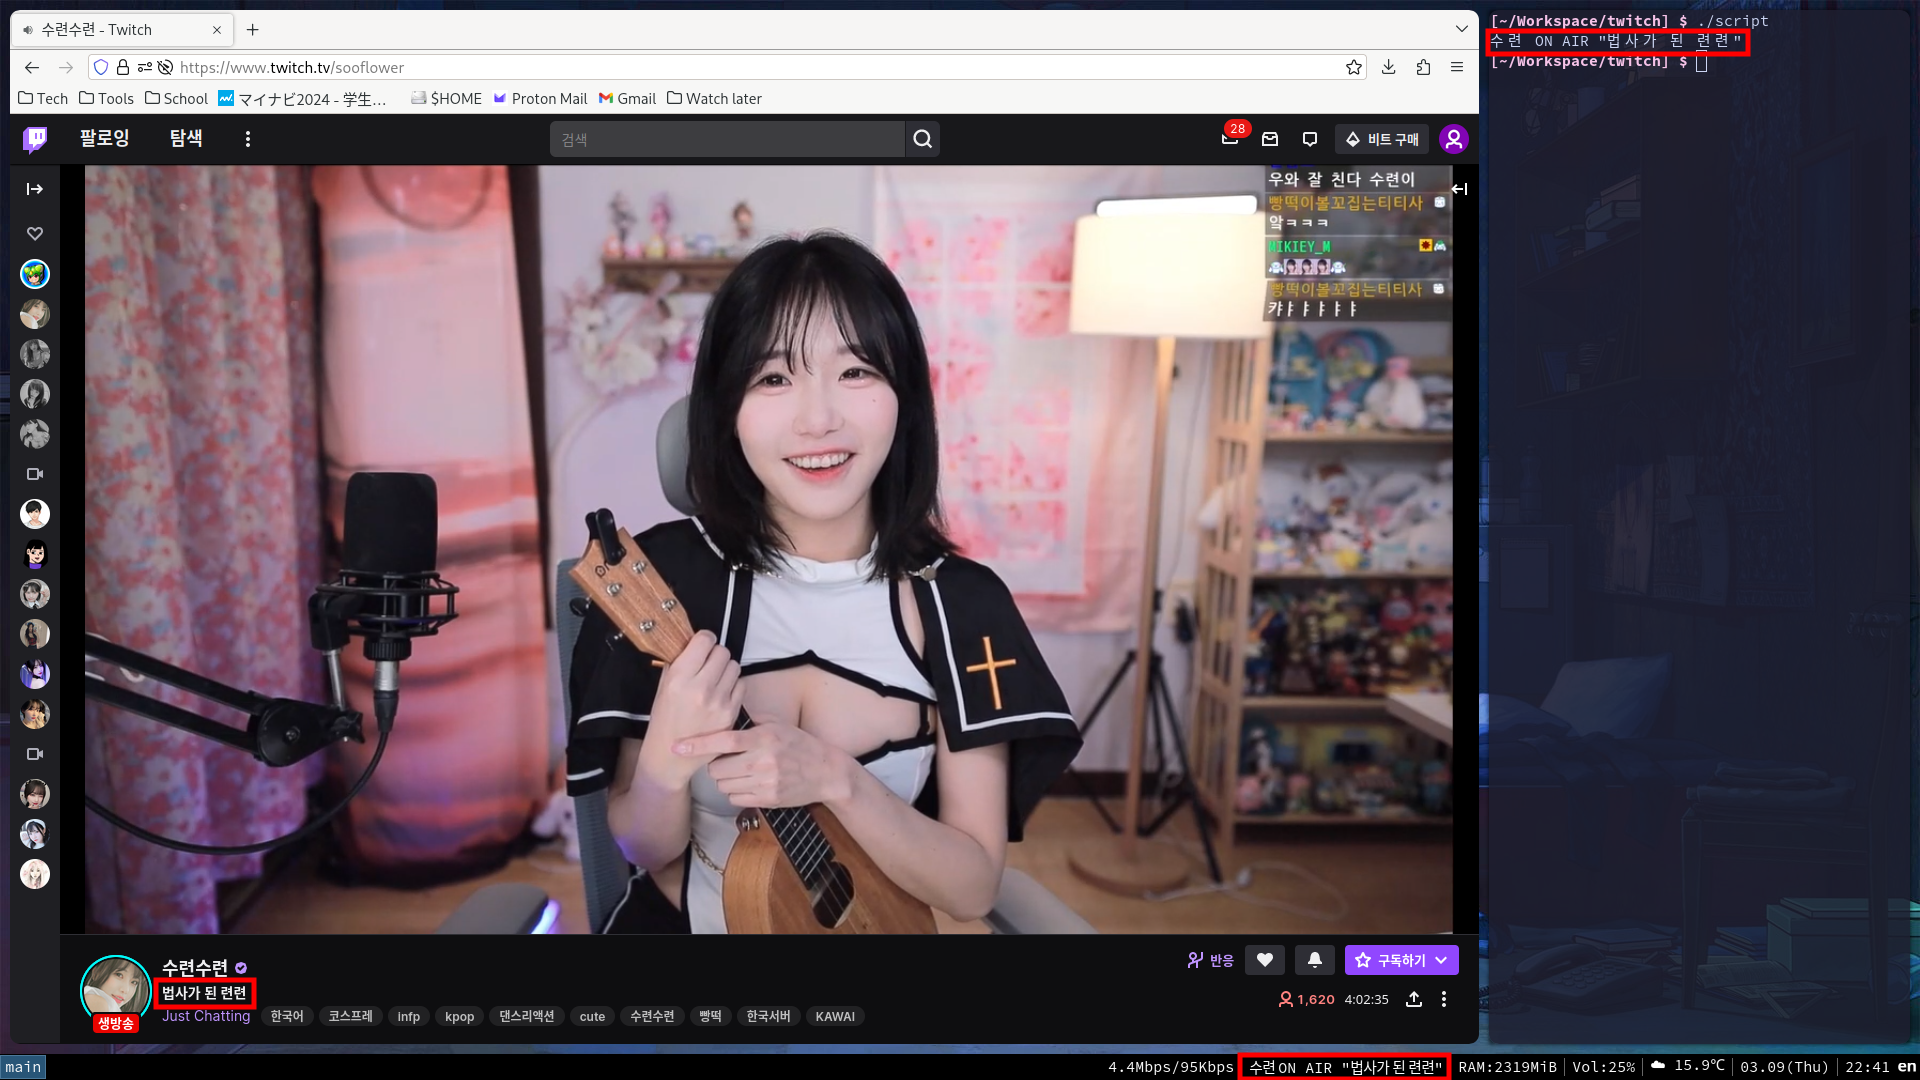 수련수련 - Twitch
https://www.twitch.tv/sooflower
Tech Tools School マイナビ2024 - 学生… $HOME Proton Mail Gmail Watch later
팔로잉 탐색 검색 28 비트 구매
우와 잘 친다 수련이
빵떡이볼꼬집는티티사
앜ㅋㅋㅋ
NIKIEY_M
빵떡이볼꼬집는티티사
캬ㅑㅑㅑㅑㅑ
수련수련
법사가 된 련련
생방송
Just Chatting 한국어 코스프레 infp kpop 댄스리액션 cute 수련수련 빵떡 한국서버 KAWAI
반응 구독하기
1,620 4:02:35
[~/Workspace/twitch] $ ./script
수련 ON AIR "법사가 된 련련"
[~/Workspace/twitch] $
main 4.4Mbps/95Kbps 수련ON AIR "법사가 된 련련" RAM:2319MiB Vol:25% 15.9℃ 03.09(Thu) 22:41 en